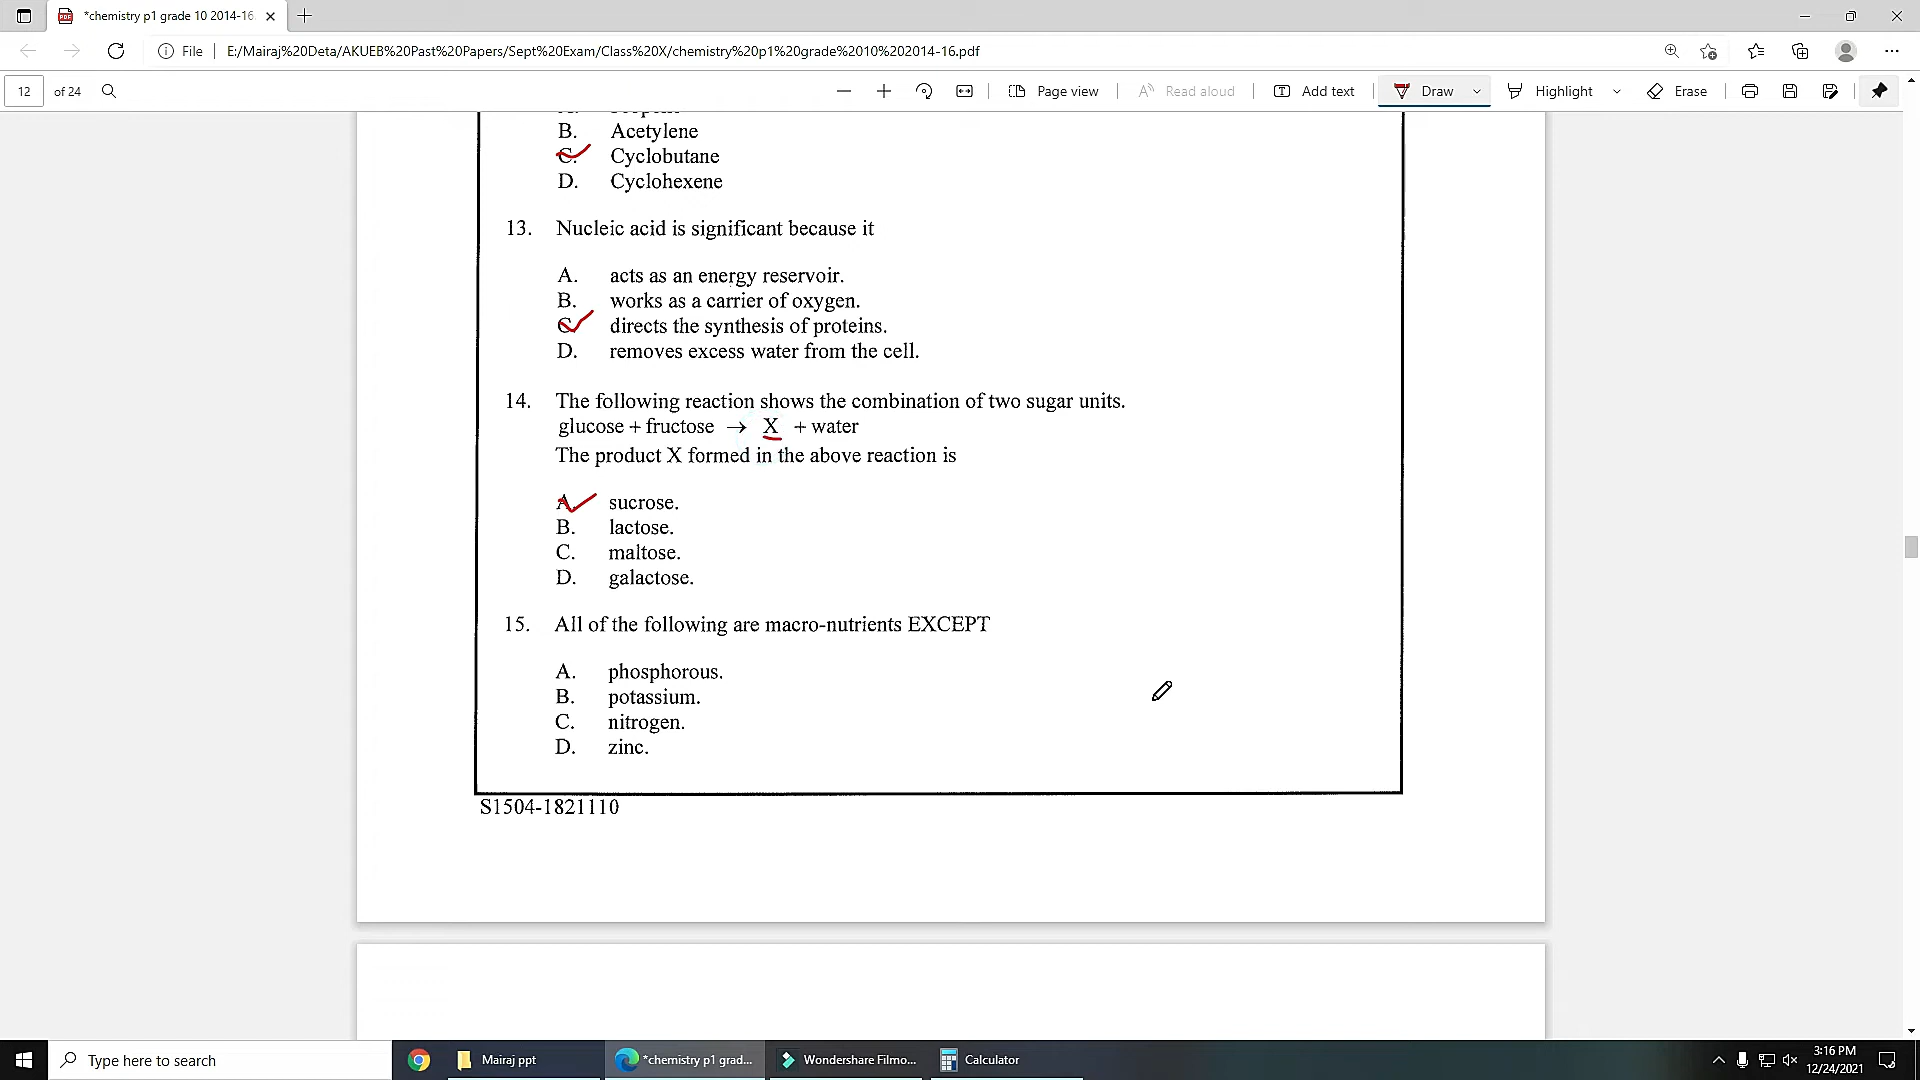 *chemistry p1 grade 10 2014-16.
File E:/Mairaj%20Deta/AKUEB%20Past%20Papers/Sept%20Exam/Class%20X/chemistry%20p1%20grade%2010%202014-16.pdf
12 of 24 Page view Read aloud Add text Draw Highlight Erase
B. Acetylene
C. Cyclobutane
D. Cyclohexene
13. Nucleic acid is significant because it
A. acts as an energy reservoir.
B. works as a carrier of oxygen.
C. directs the synthesis of proteins.
D. removes excess water from the cell.
14. The following reaction shows the combination of two sugar units.
glucose + fructose → X + water
The product X formed in the above reaction is
A. sucrose.
B. lactose.
C. maltose.
D. galactose.
15. All of the following are macro-nutrients EXCEPT
A. phosphorous.
B. potassium.
C. nitrogen.
D. zinc.
S1504-1821110
Type here to search Mairaj ppt *chemistry p1 grad... Wondershare Filmo... Calculator
3:16 PM
12/24/2021